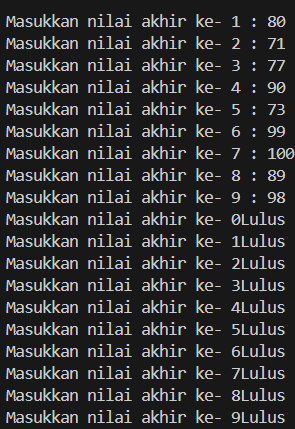 Masukkan nilai akhir ke- 1 : 80
Masukkan nilai akhir ke- 2 : 71
Masukkan nilai akhir ke- 3 : 77
Masukkan nilai akhir ke- 4 : 90
Masukkan nilai akhir ke- 5 : 73
Masukkan nilai akhir ke- 6 : 99
Masukkan nilai akhir ke- 7 : 100
Masukkan nilai akhir ke- 8 : 89
Masukkan nilai akhir ke- 9 : 98
Masukkan nilai akhir ke- 0Lulus
Masukkan nilai akhir ke- 1Lulus
Masukkan nilai akhir ke- 2Lulus
Masukkan nilai akhir ke- 3Lulus
Masukkan nilai akhir ke- 4Lulus
Masukkan nilai akhir ke- 5Lulus
Masukkan nilai akhir ke- 6Lulus
Masukkan nilai akhir ke- 7Lulus
Masukkan nilai akhir ke- 8Lulus
Masukkan nilai akhir ke- 9Lulus